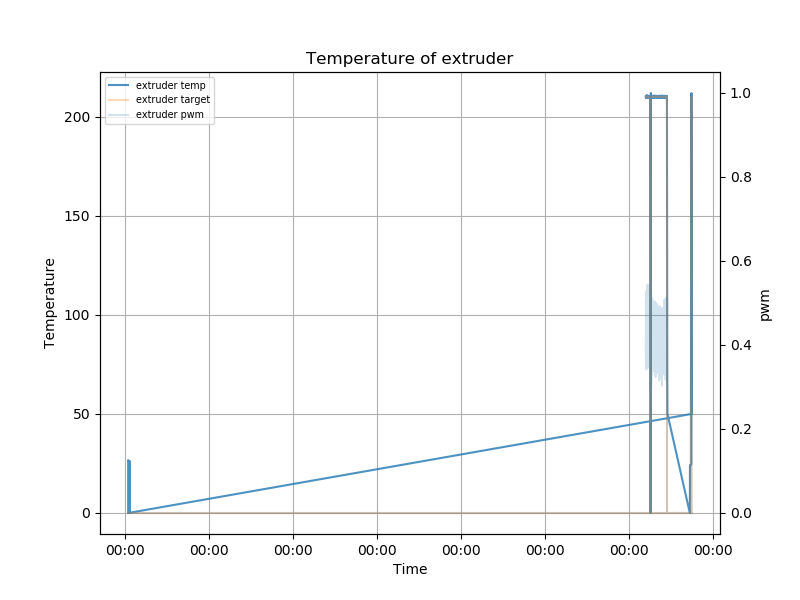 Temperature of extruder
extruder temp
extruder target
extruder pwm
200
150
100
50
0
Temperature
1.0
0.8
0.6
0.4
0.2
0.0
pwm
00:00 00:00 00:00 00:00 00:00 00:00 00:00 00:00
Time